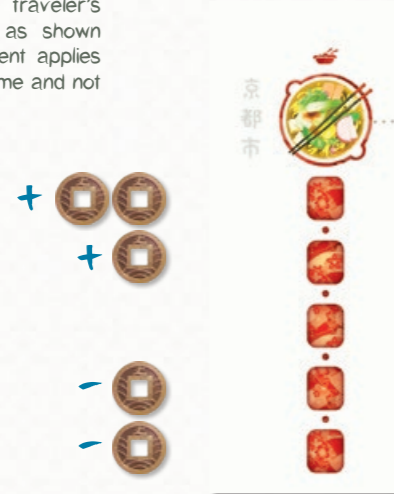 traveler's
as shown
ent applies
me and not
京
都
市